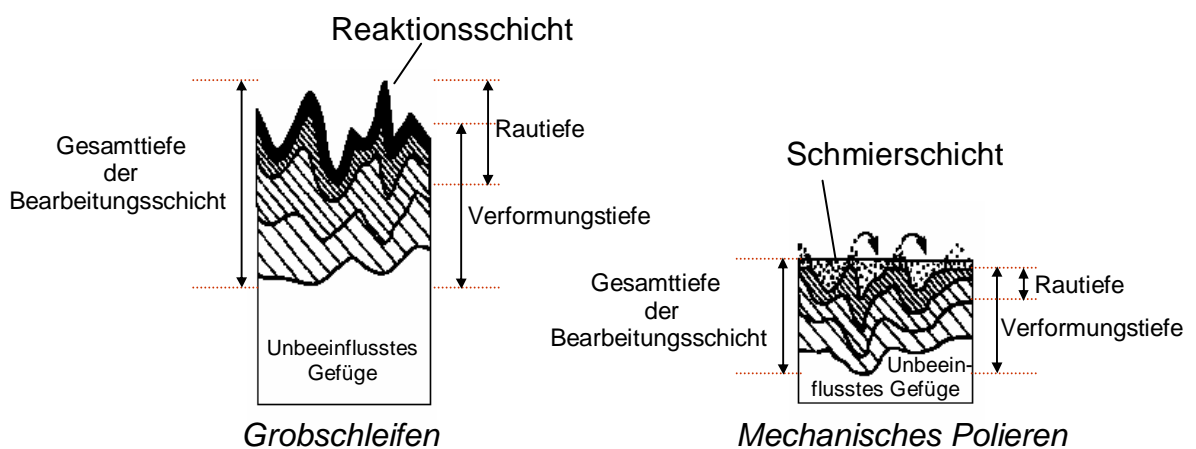 Reaktionsschicht
Gesamttiefe
der
Bearbeitungsschicht
Rautiefe
Verformungstiefe
Unbeeinflusstes
Gefüge
Grobschleifen
Schmierschicht
Gesamttiefe
der
Bearbeitungsschicht
Rautiefe
Verformungstiefe
Unbeein-
flusstes Gefüge
Mechanisches Polieren